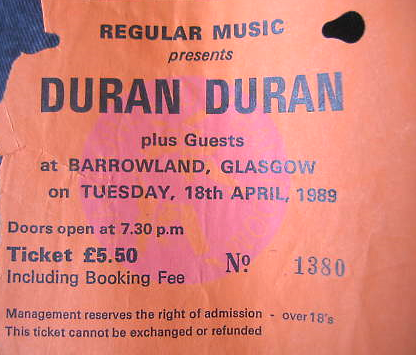 REGULAR MUSIC
presents
DURAN DURAN
plus Guests
at BARROWLAND, GLASGOW
on TUESDAY, 18th APRIL, 1989
Doors open at 7.30 p.m
Ticket £5.50
Including Booking Fee
No. 1380
Management reserves the right of admission - over 18's
This ticket cannot be exchanged or refunded